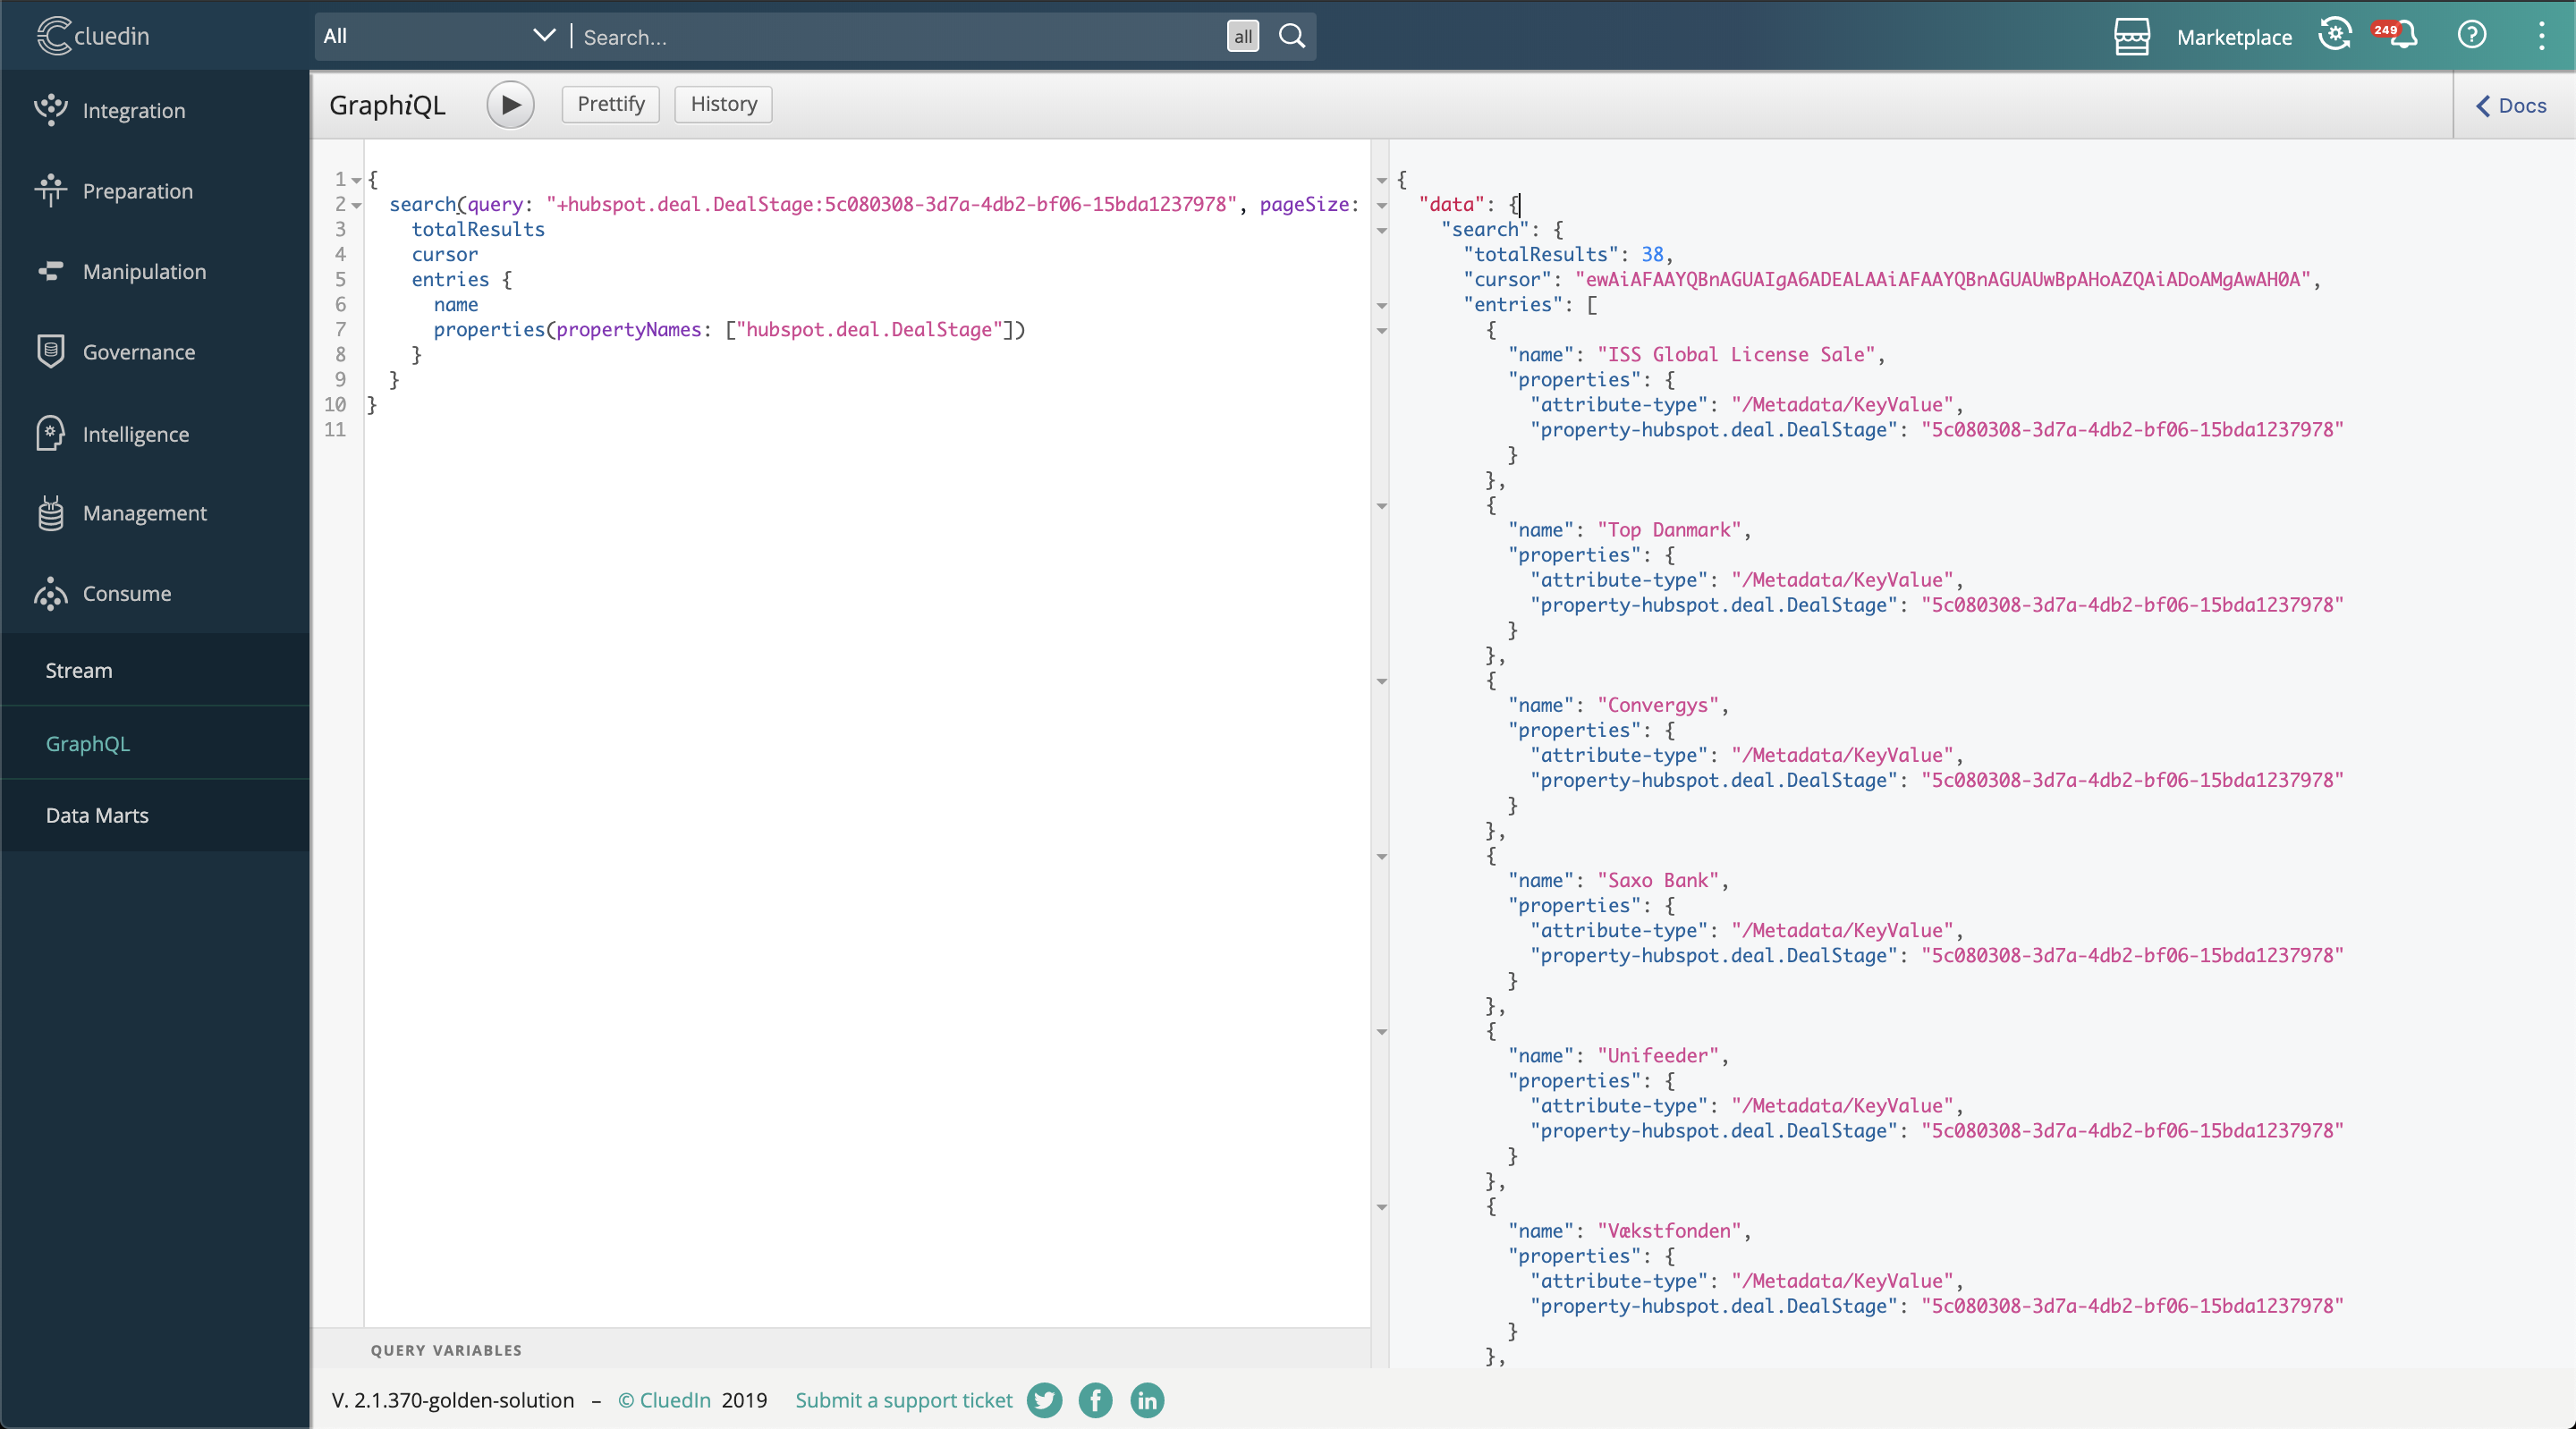 cluedin
All
Search...
all
Marketplace
249
Integration
Preparation
Manipulation
Governance
Intelligence
Management
Consume
Stream
GraphQL
Data Marts
GraphiQL
Prettify
History
Docs
1 {
2 search(query: "+hubspot.deal.DealStage:5c080308-3d7a-4db2-bf06-15bda1237978", pageSize:
3 totalResults
4 cursor
5 entries {
6 name
7 properties(propertyNames: ["hubspot.deal.DealStage"])
8 }
9 }
10 }
11
{
"data": {
"search": {
"totalResults": 38,
"cursor": "ewAiAFAAYQBnAGUAIgA6ADEALAAiAFAAYQBnAGUAUwBpAHoAZQAiADoAMgAwAH0A",
"entries": [
{
"name": "ISS Global License Sale",
"properties": {
"attribute-type": "/Metadata/KeyValue",
"property-hubspot.deal.DealStage": "5c080308-3d7a-4db2-bf06-15bda1237978"
}
},
{
"name": "Top Danmark",
"properties": {
"attribute-type": "/Metadata/KeyValue",
"property-hubspot.deal.DealStage": "5c080308-3d7a-4db2-bf06-15bda1237978"
}
},
{
"name": "Convergys",
"properties": {
"attribute-type": "/Metadata/KeyValue",
"property-hubspot.deal.DealStage": "5c080308-3d7a-4db2-bf06-15bda1237978"
}
},
{
"name": "Saxo Bank",
"properties": {
"attribute-type": "/Metadata/KeyValue",
"property-hubspot.deal.DealStage": "5c080308-3d7a-4db2-bf06-15bda1237978"
}
},
{
"name": "Unifeeder",
"properties": {
"attribute-type": "/Metadata/KeyValue",
"property-hubspot.deal.DealStage": "5c080308-3d7a-4db2-bf06-15bda1237978"
}
},
{
"name": "Vækstfonden",
"properties": {
"attribute-type": "/Metadata/KeyValue",
"property-hubspot.deal.DealStage": "5c080308-3d7a-4db2-bf06-15bda1237978"
}
},
QUERY VARIABLES
V. 2.1.370-golden-solution – © CluedIn 2019 Submit a support ticket